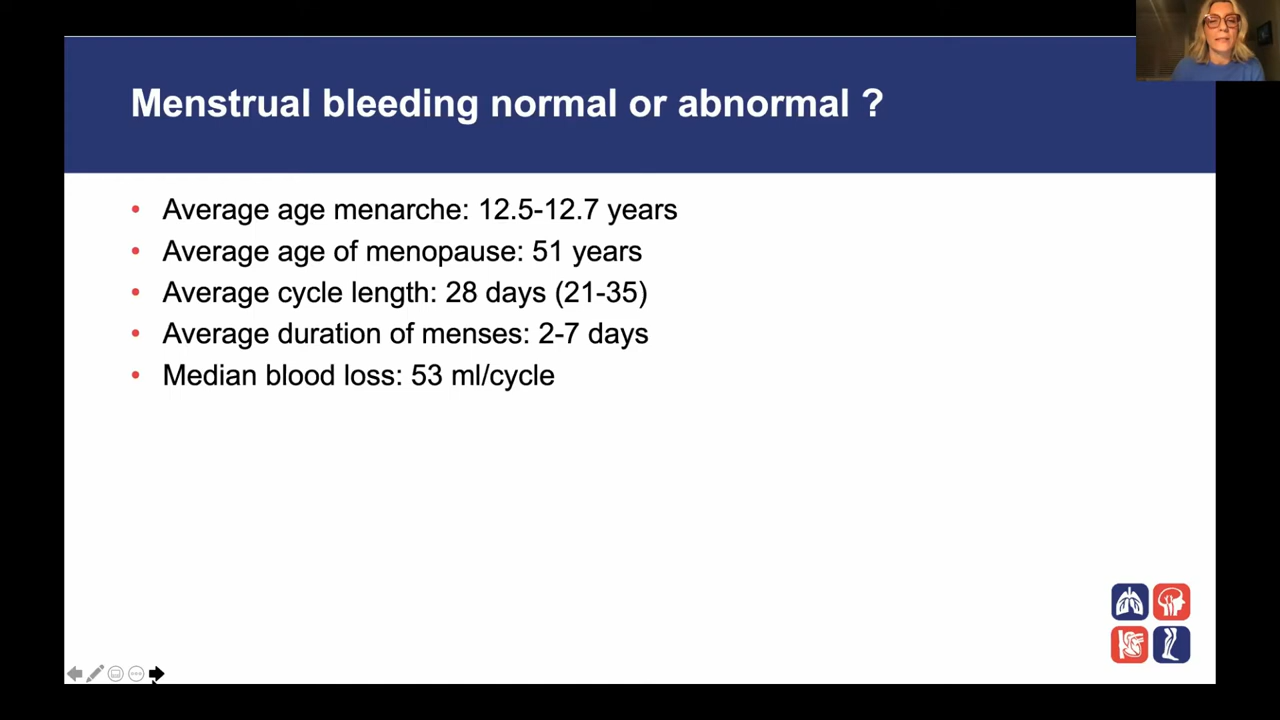 Menstrual bleeding normal or abnormal ?
• Average age menarche: 12.5-12.7 years
• Average age of menopause: 51 years
• Average cycle length: 28 days (21-35)
• Average duration of menses: 2-7 days
• Median blood loss: 53 ml/cycle